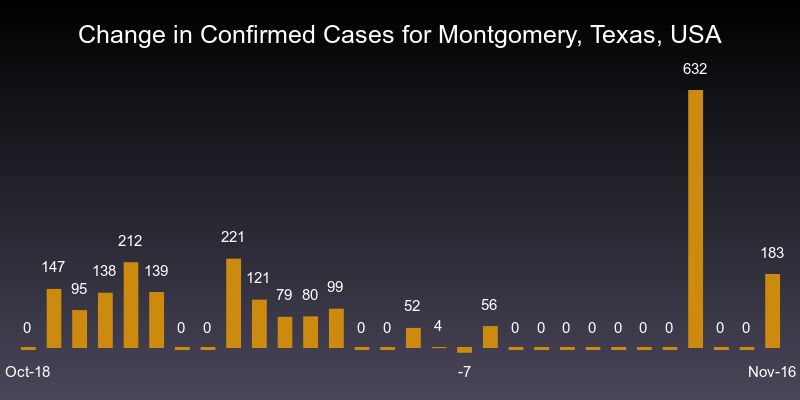 Change in Confirmed Cases for Montgomery, Texas, USA
632
221
212
183
147
138 139
121
95 79 80 99
52 4 56
0 0 0 0 0 0 0 0 0 0 0 0 0 0
Oct-18 -7 Nov-16